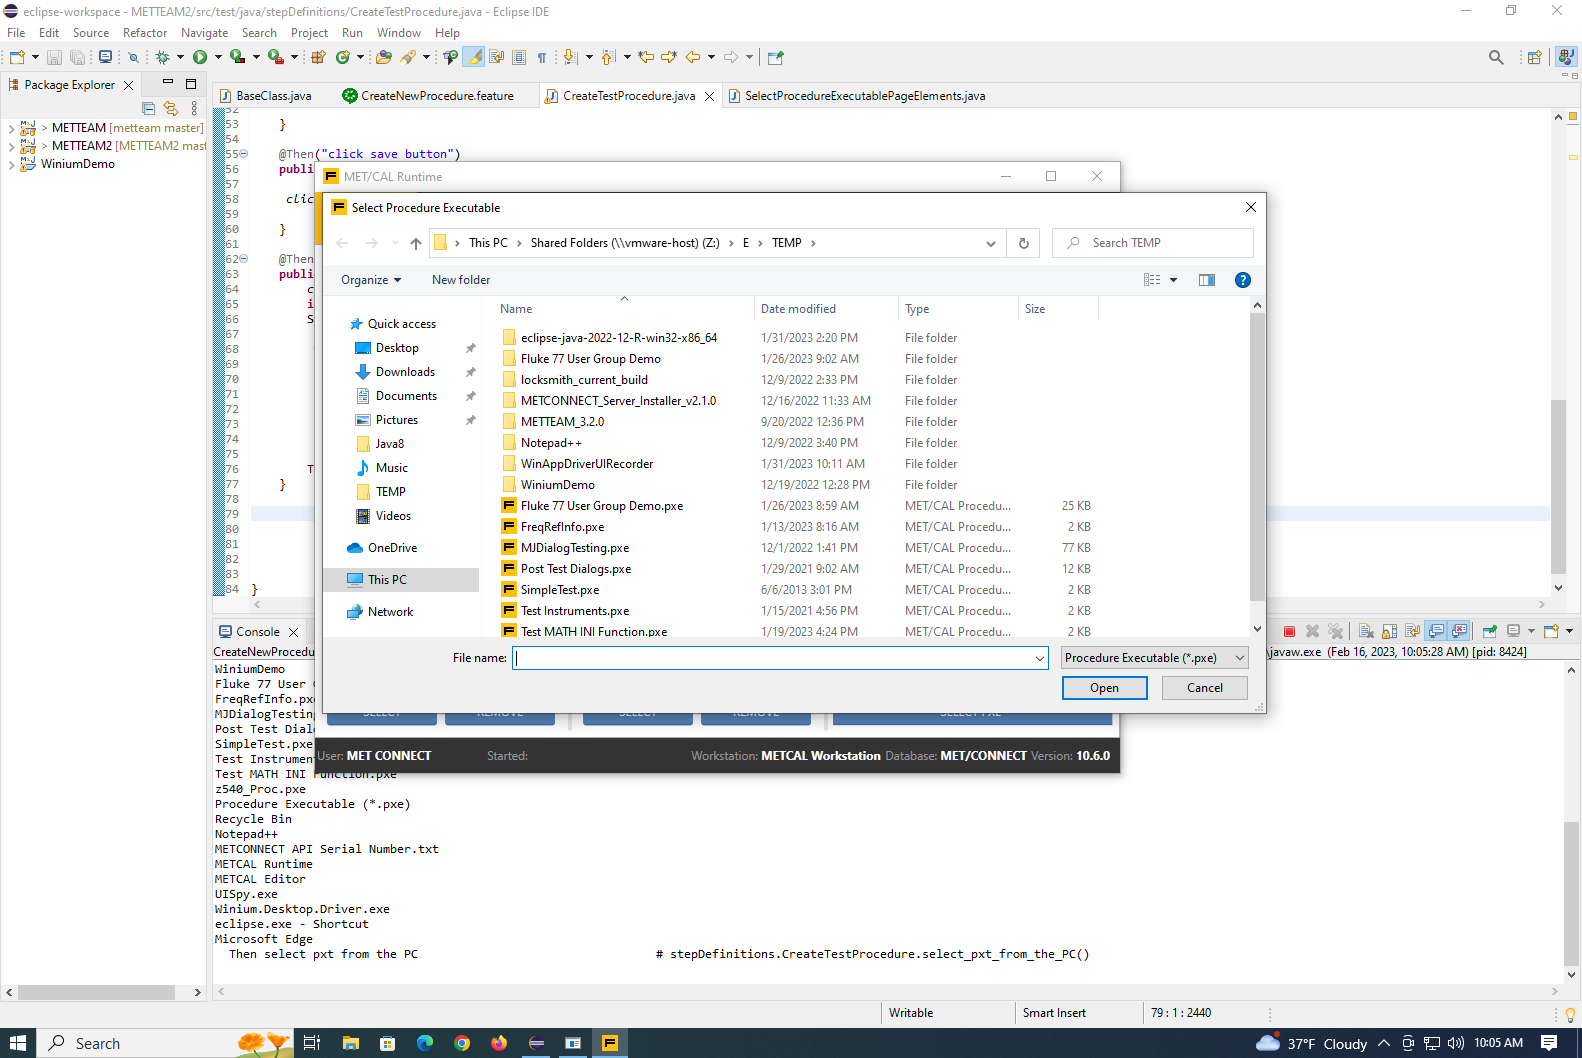 eclipse-workspace - METTEAM2/src/test/java/stepDefinitions/CreateTestProcedure.java - Eclipse IDE
File Edit Source Refactor Navigate Search Project Run Window Help
Package Explorer
> METTEAM [metteam master]
> METTEAM2 [METTEAM2 mast
WiniumDemo
BaseClass.java
CreateNewProcedure.feature
CreateTestProcedure.java
SelectProcedureExecutablePageElements.java
52
53 }
54
55 @Then("click save button")
56 publi
57
58 clic
59
60 }
61
62 @Then
63 publi
64 c
65 i
66 S
67
68
69
70
71
72
73
74
75
76 T
77 }
78
79
80
81
82
83
84 }
MET/CAL Runtime
Select Procedure Executable
This PC > Shared Folders (\\vmware-host) (Z:) > E > TEMP >
Search TEMP
Organize
New folder
Quick access
Desktop
Downloads
Documents
Pictures
Java8
Music
TEMP
Videos
OneDrive
This PC
Network
Name Date modified Type Size
eclipse-java-2022-12-R-win32-x86_64 1/31/2023 2:20 PM File folder
Fluke 77 User Group Demo 1/26/2023 9:02 AM File folder
locksmith_current_build 12/9/2022 2:33 PM File folder
METCONNECT_Server_Installer_v2.1.0 12/16/2022 11:33 AM File folder
METTEAM_3.2.0 9/20/2022 12:36 PM File folder
Notepad++ 12/9/2022 3:40 PM File folder
WinAppDriverUIRecorder 1/31/2023 10:11 AM File folder
WiniumDemo 12/19/2022 12:28 PM File folder
Fluke 77 User Group Demo.pxe 1/26/2023 8:59 AM MET/CAL Procedu... 25 KB
FreqRefInfo.pxe 1/13/2023 8:16 AM MET/CAL Procedu... 2 KB
MJDialogTesting.pxe 12/1/2022 1:41 PM MET/CAL Procedu... 77 KB
Post Test Dialogs.pxe 1/29/2021 9:02 AM MET/CAL Procedu... 12 KB
SimpleTest.pxe 6/6/2013 3:01 PM MET/CAL Procedu... 2 KB
Test Instruments.pxe 1/15/2021 4:56 PM MET/CAL Procedu... 2 KB
Test MATH INI Function.pxe 1/19/2023 4:24 PM MET/CAL Procedu... 2 KB
File name:
Procedure Executable (*.pxe)
Open Cancel
SELECT REMOVE SELECT REMOVE SELECT PXE
User: MET CONNECT Started: Workstation: METCAL Workstation Database: MET/CONNECT Version: 10.6.0
Console
CreateNewProcedu
\javaw.exe (Feb 16, 2023, 10:05:28 AM) [pid: 8424]
WiniumDemo
Fluke 77 User G
FreqRefInfo.pxe
MJDialogTesting
Post Test Dialo
SimpleTest.pxe
Test Instrument
Test MATH INI Function.pxe
z540_Proc.pxe
Procedure Executable (*.pxe)
Recycle Bin
Notepad++
METCONNECT API Serial Number.txt
METCAL Runtime
METCAL Editor
UISpy.exe
Winium.Desktop.Driver.exe
eclipse.exe - Shortcut
Microsoft Edge
Then select pxt from the PC # stepDefinitions.CreateTestProcedure.select_pxt_from_the_PC()
Writable Smart Insert 79 : 1 : 2440
Search
37°F Cloudy
10:05 AM